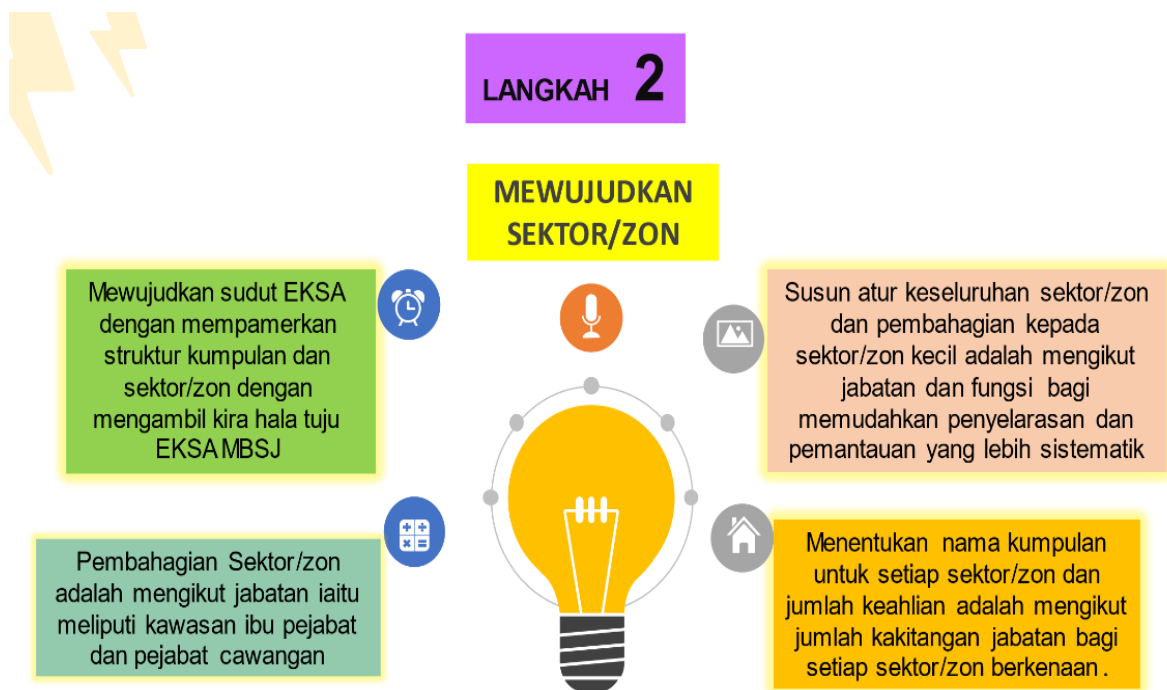 LANGKAH 2
MEWUJUDKAN
SEKTOR/ZON
Mewujudkan sudut EKSA
dengan mempamerkan
struktur kumpulan dan
sektor/zon dengan
mengambil kira hala tuju
EKSA MBSJ
Susun atur keseluruhan sektor/zon
dan pembahagian kepada
sektor/zon kecil adalah mengikut
jabatan dan fungsi bagi
memudahkan penyelarasan dan
pemantauan yang lebih sistematik
Pembahagian Sektor/zon
adalah mengikut jabatan iaitu
meliputi kawasan ibu pejabat
dan pejabat cawangan
Menentukan nama kumpulan
untuk setiap sektor/zon dan
jumlah keahlian adalah mengikut
jumlah kakitangan jabatan bagi
setiap sektor/zon berkenaan .